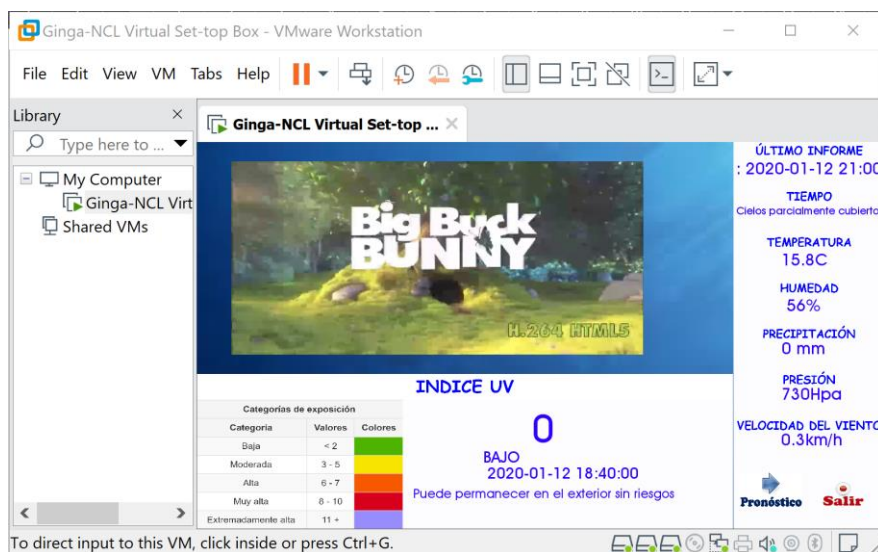 Ginga-NCL Virtual Set-top Box - VMware Workstation
File Edit View VM Tabs Help
Library
Type here to ...
My Computer
Ginga-NCL Virt
Shared VMs
Ginga-NCL Virtual Set-top ...
Big Buck
BUNNY
H.264 HTML5
ÚLTIMO INFORME
: 2020-01-12 21:00
TIEMPO
Cielos parcialmente cubierto
TEMPERATURA
15.8C
HUMEDAD
56%
PRECIPITACIÓN
0 mm
PRESIÓN
730Hpa
VELOCIDAD DEL VIENTO
0.3km/h
Pronóstico Salir
INDICE UV
Categorías de exposición
Categoría Valores Colores
Baja < 2
Moderada 3 - 5
Alta 6 - 7
Muy alta 8 - 10
Extremadamente alta 11 +
0
BAJO
2020-01-12 18:40:00
Puede permanecer en el exterior sin riesgos
To direct input to this VM, click inside or press Ctrl+G.